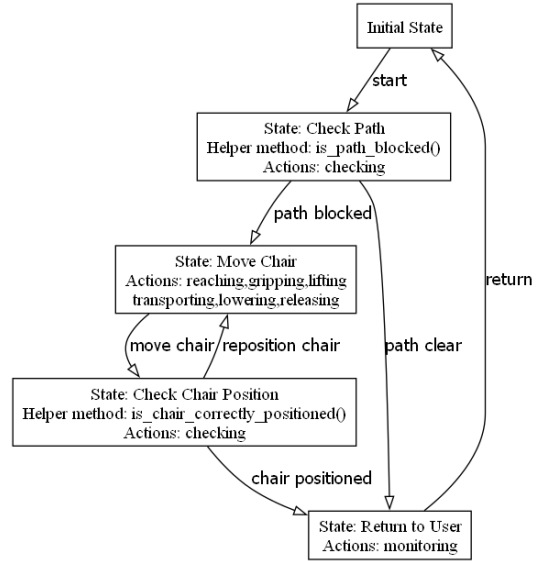 Initial State
start
State: Check Path
Helper method: is_path_blocked()
Actions: checking
path blocked
State: Move Chair
Actions: reaching,gripping,lifting
transporting,lowering,releasing
return
move chair
reposition chair
path clear
State: Check Chair Position
Helper method: is_chair_correctly_positioned()
Actions: checking
chair positioned
State: Return to User
Actions: monitoring